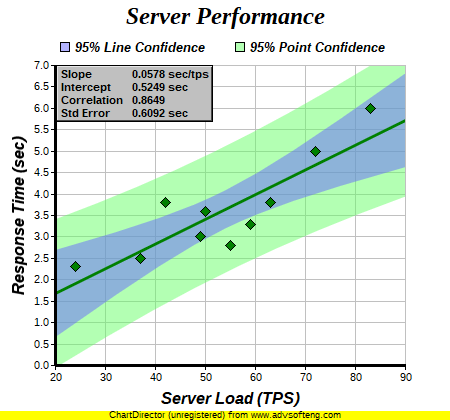 Server Performance
95% Line Confidence 95% Point Confidence
7.0
6.5
6.0
5.5
5.0
4.5
4.0
3.5
3.0
2.5
2.0
1.5
1.0
0.5
0.0
Slope 0.0578 sec/tps
Intercept 0.5249 sec
Correlation 0.8649
Std Error 0.6092 sec
Response Time (sec)
20 30 40 50 60 70 80 90
Server Load (TPS)
ChartDirector (unregistered) from www.advsofteng.com